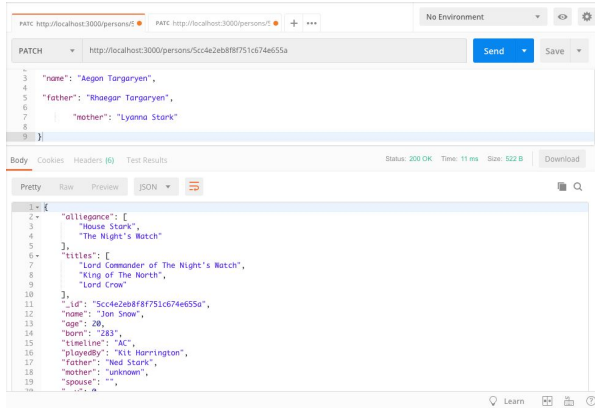 PATC http://localhost:3000/persons/5 PATC http://localhost:3000/persons/5 + ••• No Environment
PATCH http://localhost:3000/persons/5cc4e2eb8f8f751c674e655a Send Save
3 "name": "Aegon Targaryen",
4
5 "father": "Rhaegar Targaryen",
6
7 "mother": "Lyanna Stark"
8
9 }
Body Cookies Headers (6) Test Results Status: 200 OK Time: 11 ms Size: 522 B Download
Pretty Raw Preview JSON
1 {
2 "alliegance": [
3 "House Stark",
4 "The Night's Watch"
5 ],
6 "titles": [
7 "Lord Commander of The Night's Watch",
8 "King of The North",
9 "Lord Crow"
10 ],
11 "_id": "5cc4e2eb8f8f751c674e655a",
12 "name": "Jon Snow",
13 "age": 20,
14 "born": "283",
15 "timeline": "AC",
16 "playedBy": "Kit Harrington",
17 "father": "Ned Stark",
18 "mother": "unknown",
19 "spouse": "",
Learn